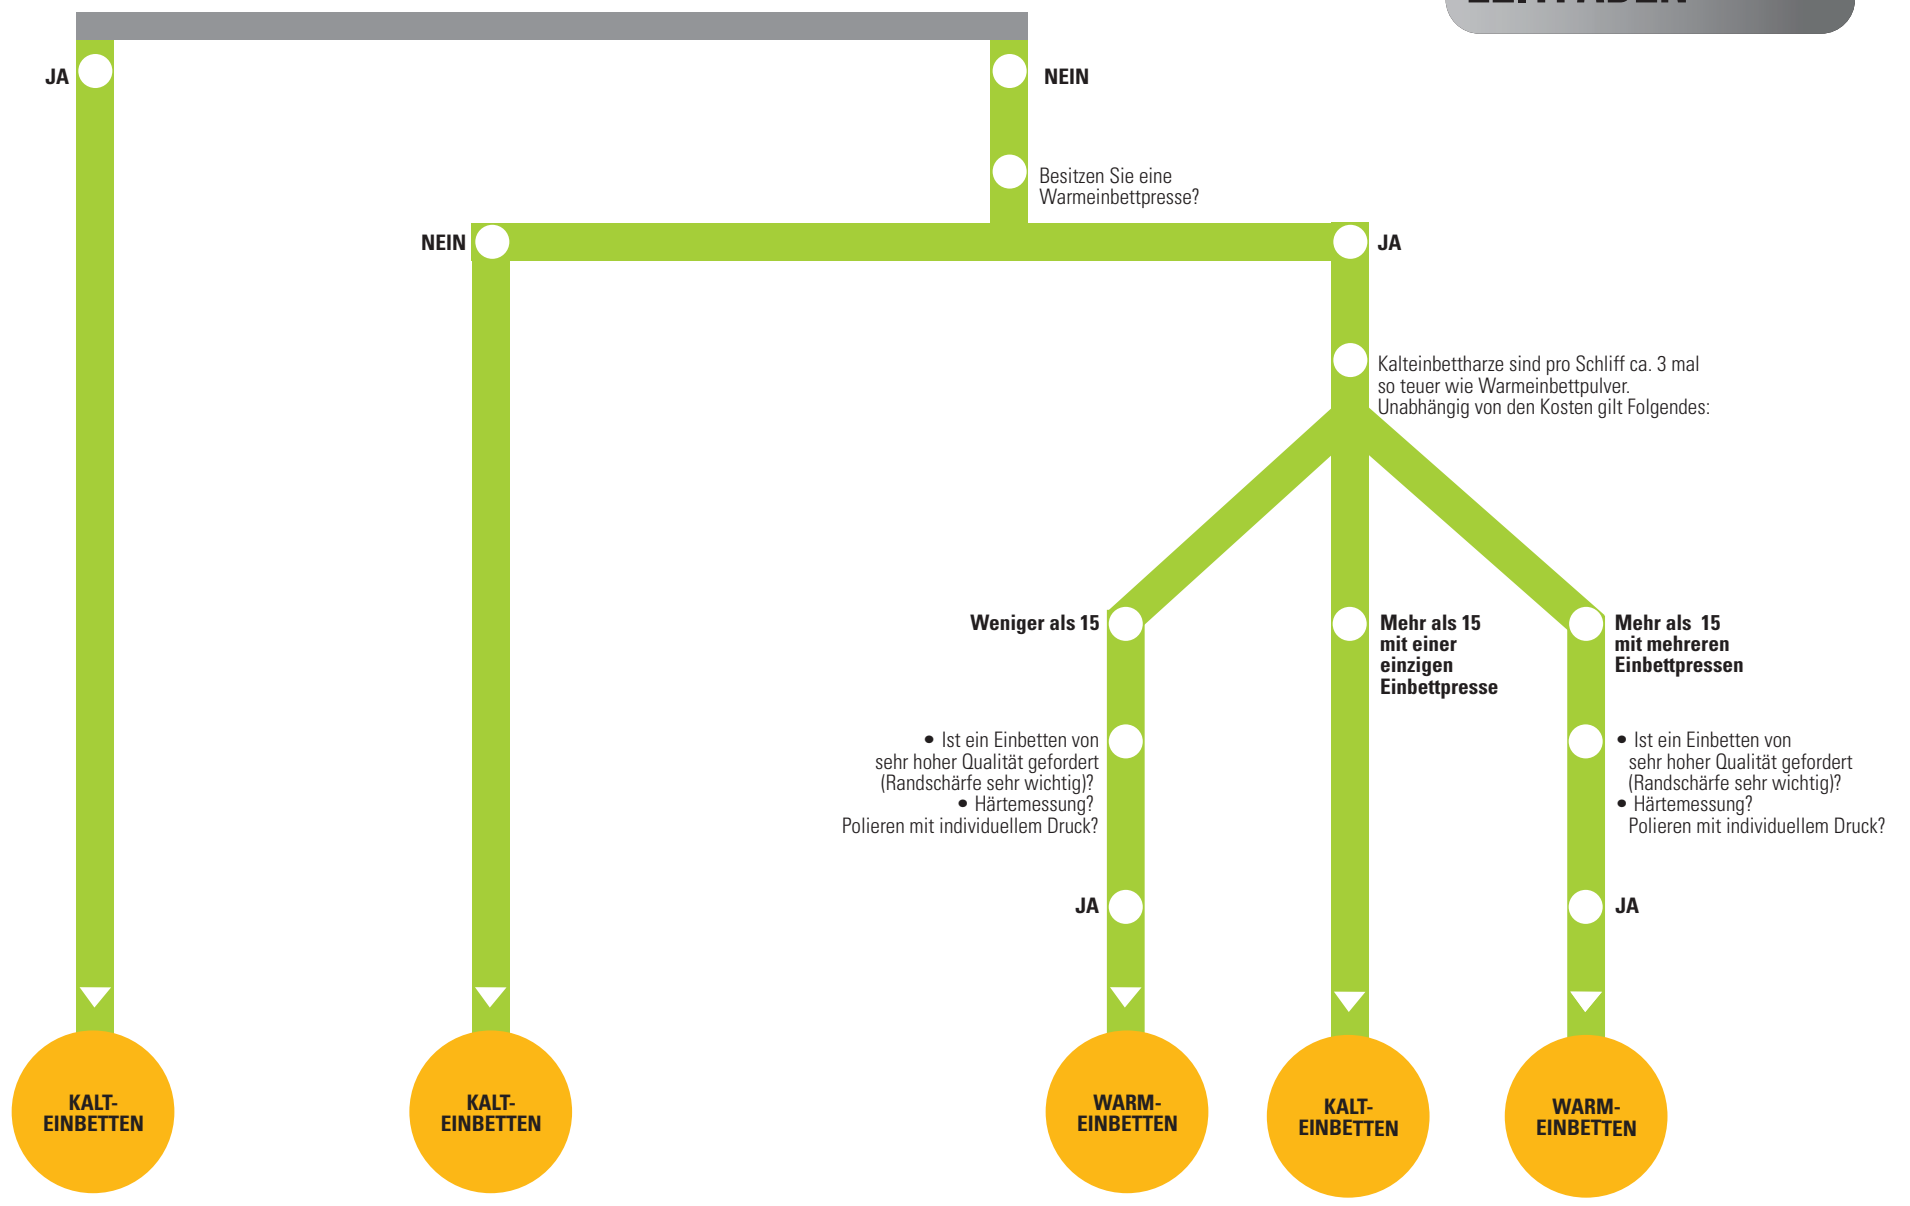 LEITFADEN
JA
NEIN
Besitzen Sie eine
Warmeinbettpresse?
NEIN
JA
Kalteinbettharze sind pro Schliff ca. 3 mal
so teuer wie Warmeinbettpulver.
Unabhängig von den Kosten gilt Folgendes:
Weniger als 15
Mehr als 15
mit einer
einzigen
Einbettpresse
Mehr als 15
mit mehreren
Einbettpressen
• Ist ein Einbetten von
sehr hoher Qualität gefordert
(Randschärfe sehr wichtig)?
• Härtemessung?
Polieren mit individuellem Druck?
• Ist ein Einbetten von
sehr hoher Qualität gefordert
(Randschärfe sehr wichtig)?
• Härtemessung?
Polieren mit individuellem Druck?
JA
JA
KALT-
EINBETTEN
KALT-
EINBETTEN
WARM-
EINBETTEN
KALT-
EINBETTEN
WARM-
EINBETTEN